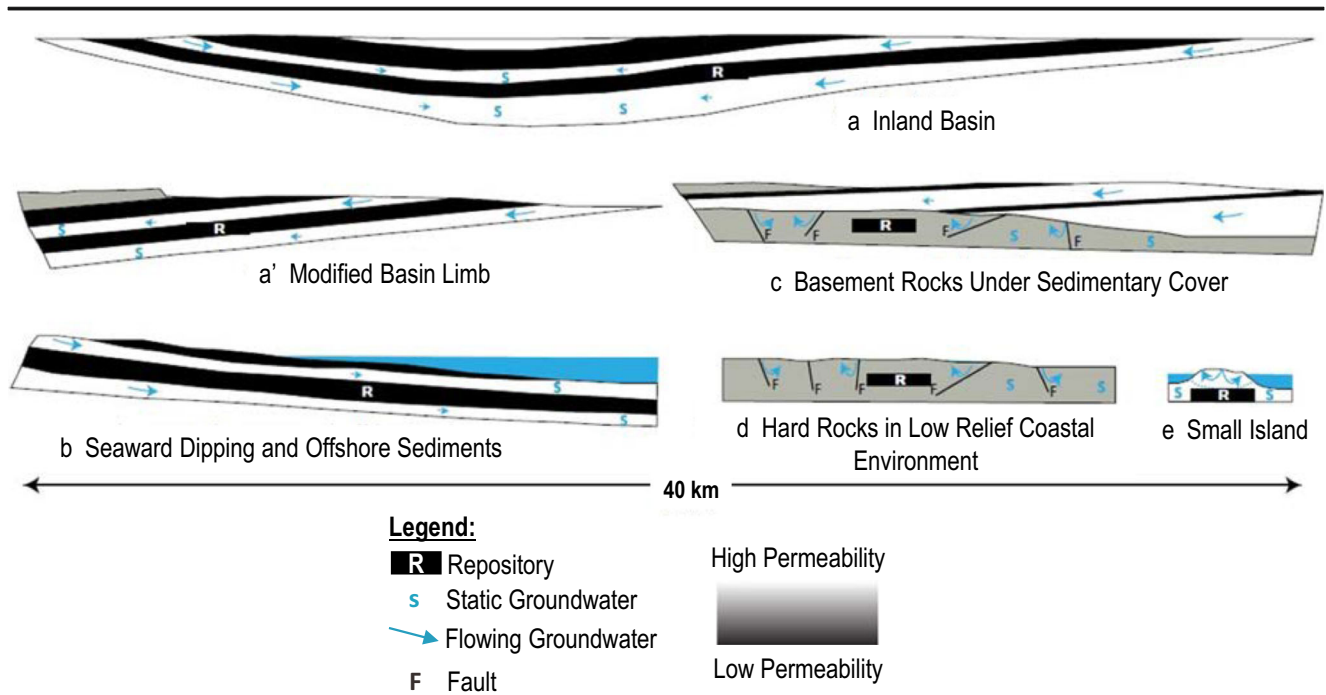 R
S
S
S
a Inland Basin
S
R
S
a’ Modified Basin Limb
F
F
R
F
S
F
S
c Basement Rocks Under Sedimentary Cover
R
S
S
b Seaward Dipping and Offshore Sediments
F
F
F
R
F
S
F
S
d Hard Rocks in Low Relief Coastal
Environment
S
R
S
e Small Island
40 km
Legend:
R Repository
S Static Groundwater
Flowing Groundwater
F Fault
High Permeability
Low Permeability